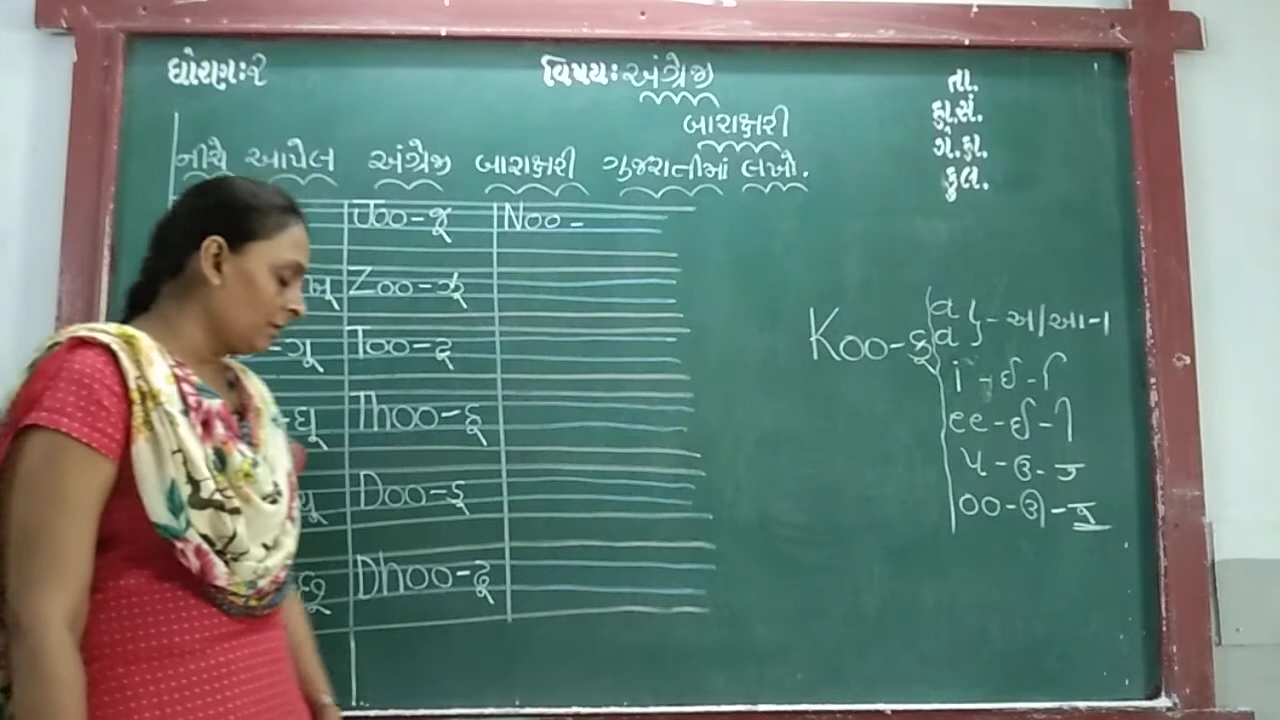 ધોરણ:૨ વિષય: અંગ્રેજી તા.
બારાક્ષરી હા.સં.
નીચે આપેલ અંગ્રેજી બારાક્ષરી ગુજરાતીમાં લખો. ગે.હા.
કુલ.
Joo-જૂ Noo-
ખૂ Zoo-ઝૂ
-ગૂ Too-ટૂ
-ઘૂ Thoo-ઠૂ
Doo-ડૂ
છૂ Dhoo-ઢૂ
Koo-કૂ
a
a } - અ/આ-ા
i - ઈ - િ
ee-ઈ-ી
u-ઉ-ુ
oo-ઊ-ૂ